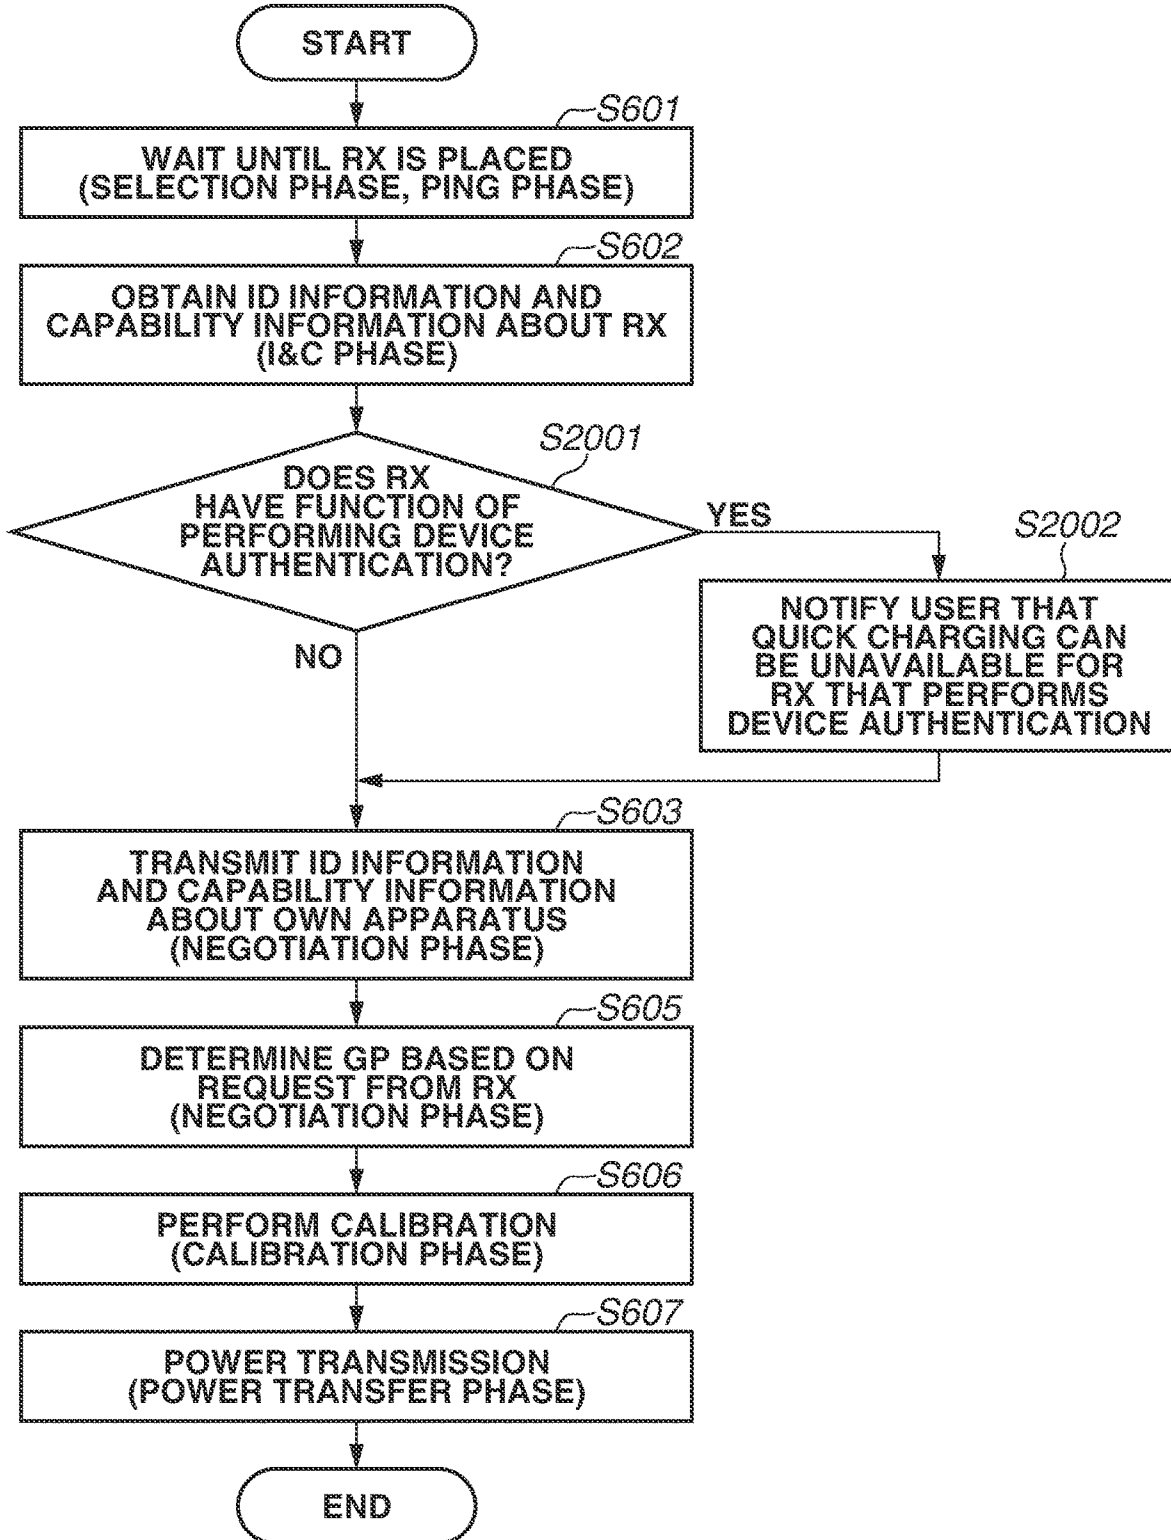 START
S601
WAIT UNTIL RX IS PLACED
(SELECTION PHASE, PING PHASE)
S602
OBTAIN ID INFORMATION AND
CAPABILITY INFORMATION ABOUT RX
(I&C PHASE)
S2001
DOES RX
HAVE FUNCTION OF
PERFORMING DEVICE
AUTHENTICATION?
YES
S2002
NOTIFY USER THAT
QUICK CHARGING CAN
BE UNAVAILABLE FOR
RX THAT PERFORMS
DEVICE AUTHENTICATION
NO
S603
TRANSMIT ID INFORMATION
AND CAPABILITY INFORMATION
ABOUT OWN APPARATUS
(NEGOTIATION PHASE)
S605
DETERMINE GP BASED ON
REQUEST FROM RX
(NEGOTIATION PHASE)
S606
PERFORM CALIBRATION
(CALIBRATION PHASE)
S607
POWER TRANSMISSION
(POWER TRANSFER PHASE)
END